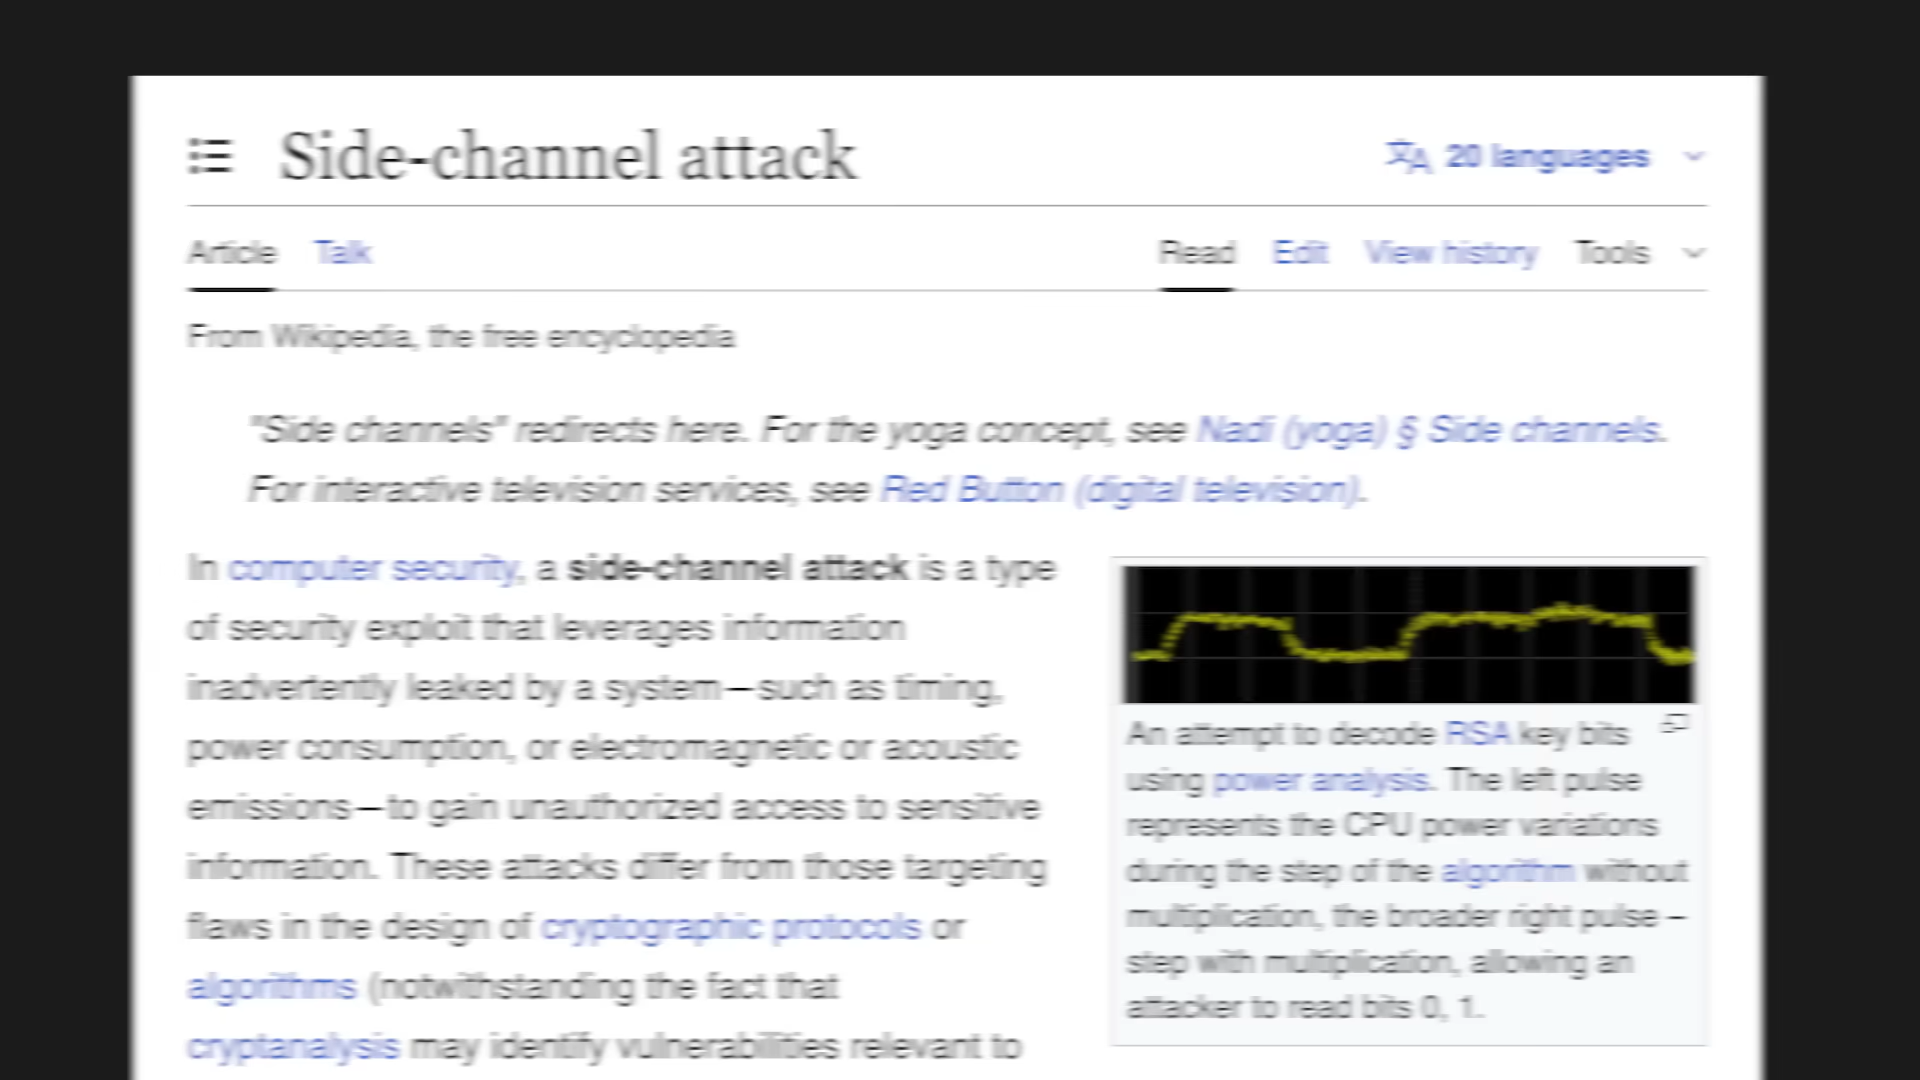 Side-channel attack
20 languages
Article Talk
Read Edit View history Tools
From Wikipedia, the free encyclopedia
"Side channels" redirects here. For the yoga concept, see Nadi (yoga) § Side channels.
For interactive television services, see Red Button (digital television).
In computer security, a side-channel attack is a type
of security exploit that leverages information
inadvertently leaked by a system—such as timing,
power consumption, or electromagnetic or acoustic
emissions—to gain unauthorized access to sensitive
information. These attacks differ from those targeting
flaws in the design of cryptographic protocols or
algorithms (notwithstanding the fact that
cryptanalysis may identify vulnerabilities relevant to
An attempt to decode RSA key bits
using power analysis. The left pulse
represents the CPU power variations
during the step of the algorithm without
multiplication, the broader right pulse –
step with multiplication, allowing an
attacker to read bits 0, 1.